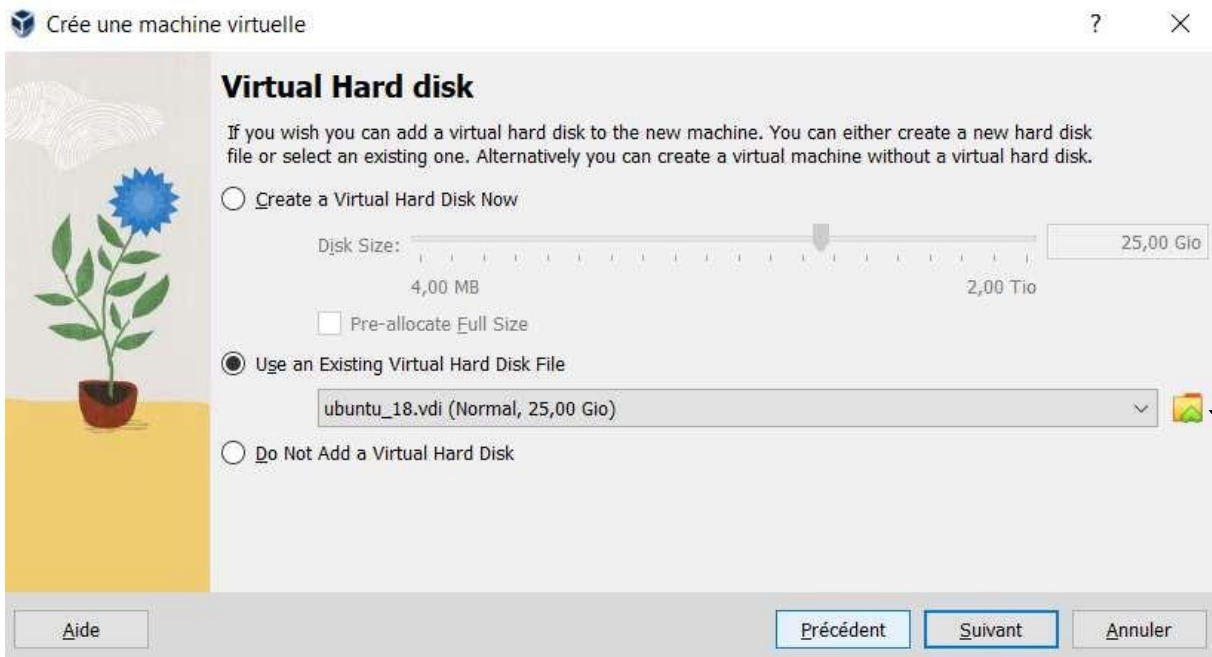 Crée une machine virtuelle
?
Virtual Hard disk
If you wish you can add a virtual hard disk to the new machine. You can either create a new hard disk
file or select an existing one. Alternatively you can create a virtual machine without a virtual hard disk.
Create a Virtual Hard Disk Now
Disk Size:
25,00 Gio
4,00 MB
2,00 Tio
Pre-allocate Full Size
Use an Existing Virtual Hard Disk File
ubuntu_18.vdi (Normal, 25,00 Gio)
Do Not Add a Virtual Hard Disk
Aide
Précédent
Suivant
Annuler